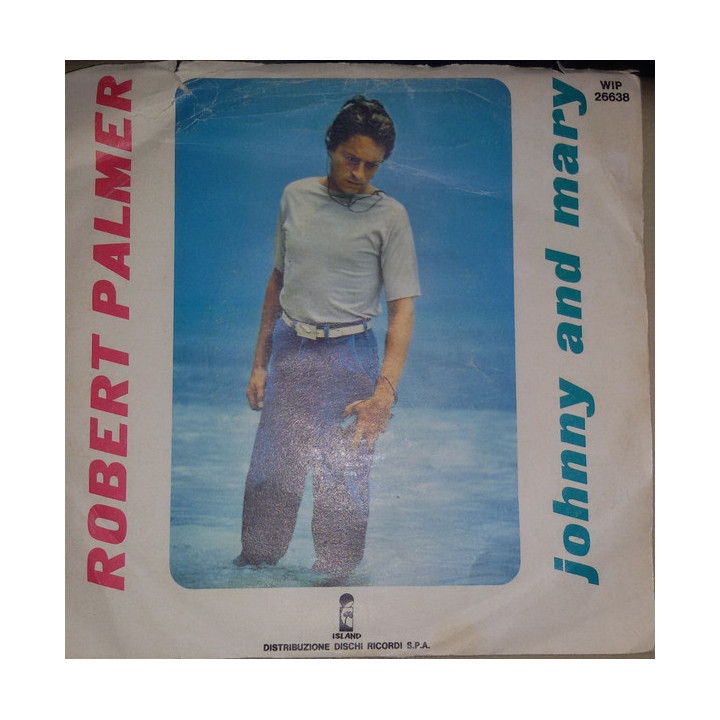 ROBERT PALMER
johnny and mary
WIP
26638
ISLAND
DISTRIBUZIONE DISCHI RICORDI S.P.A.